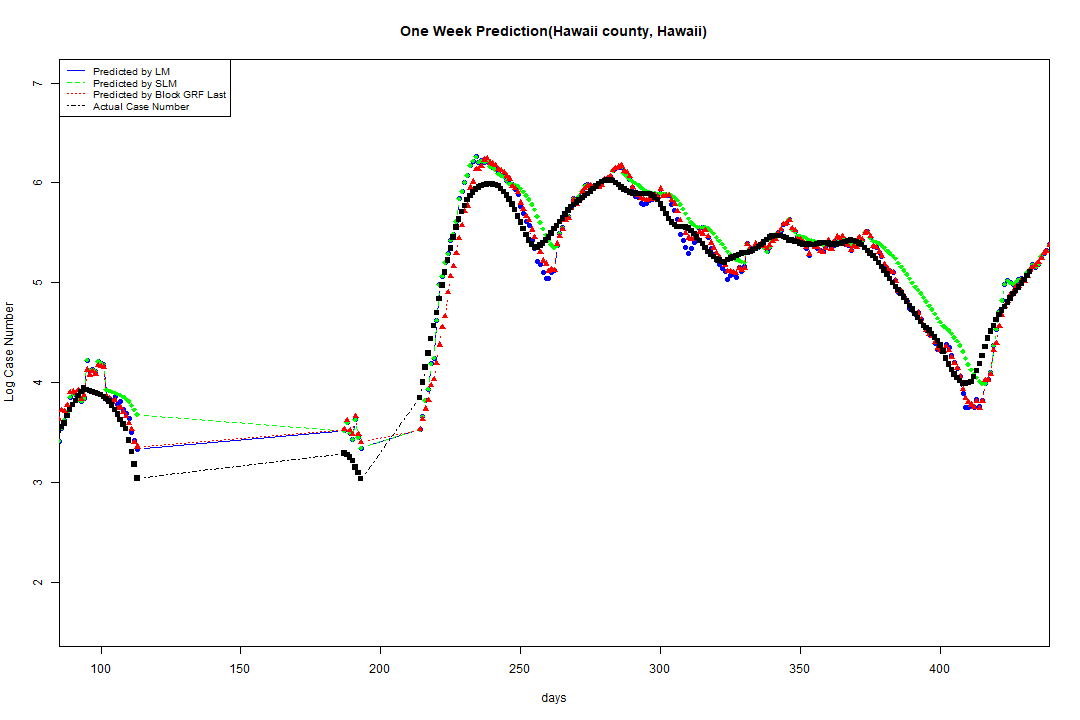 One Week Prediction(Hawaii county, Hawaii)
Predicted by LM
Predicted by SLM
Predicted by Block GRF Last
Actual Case Number
7
6
5
4
3
2
Log Case Number
100 150 200 250 300 350 400
days